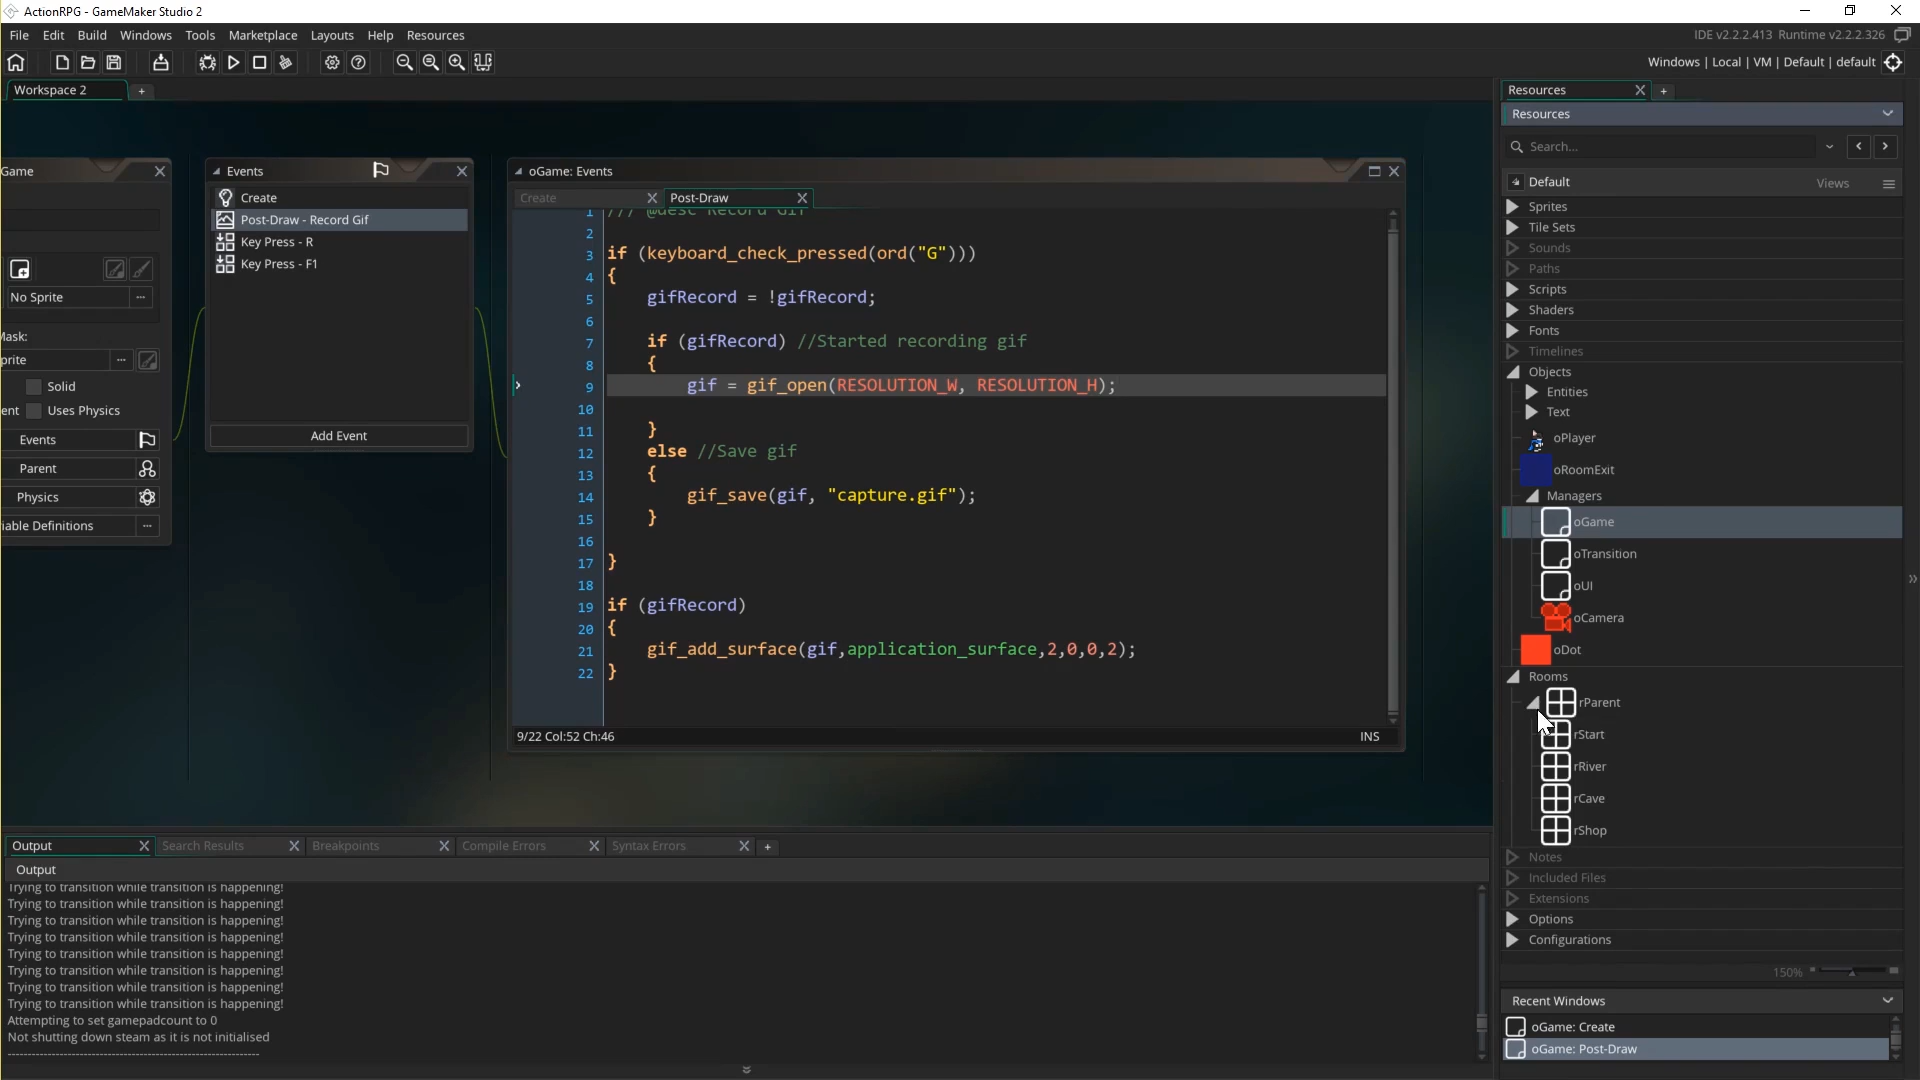 ActionRPG - GameMaker Studio 2
File Edit Build Windows Tools Marketplace Layouts Help Resources
IDE v2.2.2.413 Runtime v2.2.2.326
Windows | Local | VM | Default | default
Workspace 2
+
Game
No Sprite
...
Mask:
prite
...
Solid
ent
Uses Physics
Events
Parent
Physics
iable Definitions
...
Events
Create
Post-Draw - Record Gif
Key Press - R
Key Press - F1
Add Event
oGame: Events
Create
Post-Draw
1 /// @desc Record Gif
2
3 if (keyboard_check_pressed(ord("G")))
4 {
5 gifRecord = !gifRecord;
6
7 if (gifRecord) //Started recording gif
8 {
9 gif = gif_open(RESOLUTION_W, RESOLUTION_H);
10
11 }
12 else //Save gif
13 {
14 gif_save(gif, "capture.gif");
15 }
16
17 }
18
19 if (gifRecord)
20 {
21 gif_add_surface(gif,application_surface,2,0,0,2);
22 }
9/22 Col:52 Ch:46
INS
Output
Search Results
Breakpoints
Compile Errors
Syntax Errors
+
Output
Trying to transition while transition is happening!
Trying to transition while transition is happening!
Trying to transition while transition is happening!
Trying to transition while transition is happening!
Trying to transition while transition is happening!
Trying to transition while transition is happening!
Trying to transition while transition is happening!
Trying to transition while transition is happening!
Attempting to set gamepadcount to 0
Not shutting down steam as it is not initialised
--------------------------------------------------------------
Resources
+
Resources
Search...
Default
Views
Sprites
Tile Sets
Sounds
Paths
Scripts
Shaders
Fonts
Timelines
Objects
Entities
Text
oPlayer
oRoomExit
Managers
oGame
oTransition
oUI
oCamera
oDot
Rooms
rParent
rStart
rRiver
rCave
rShop
Notes
Included Files
Extensions
Options
Configurations
150%
Recent Windows
oGame: Create
oGame: Post-Draw